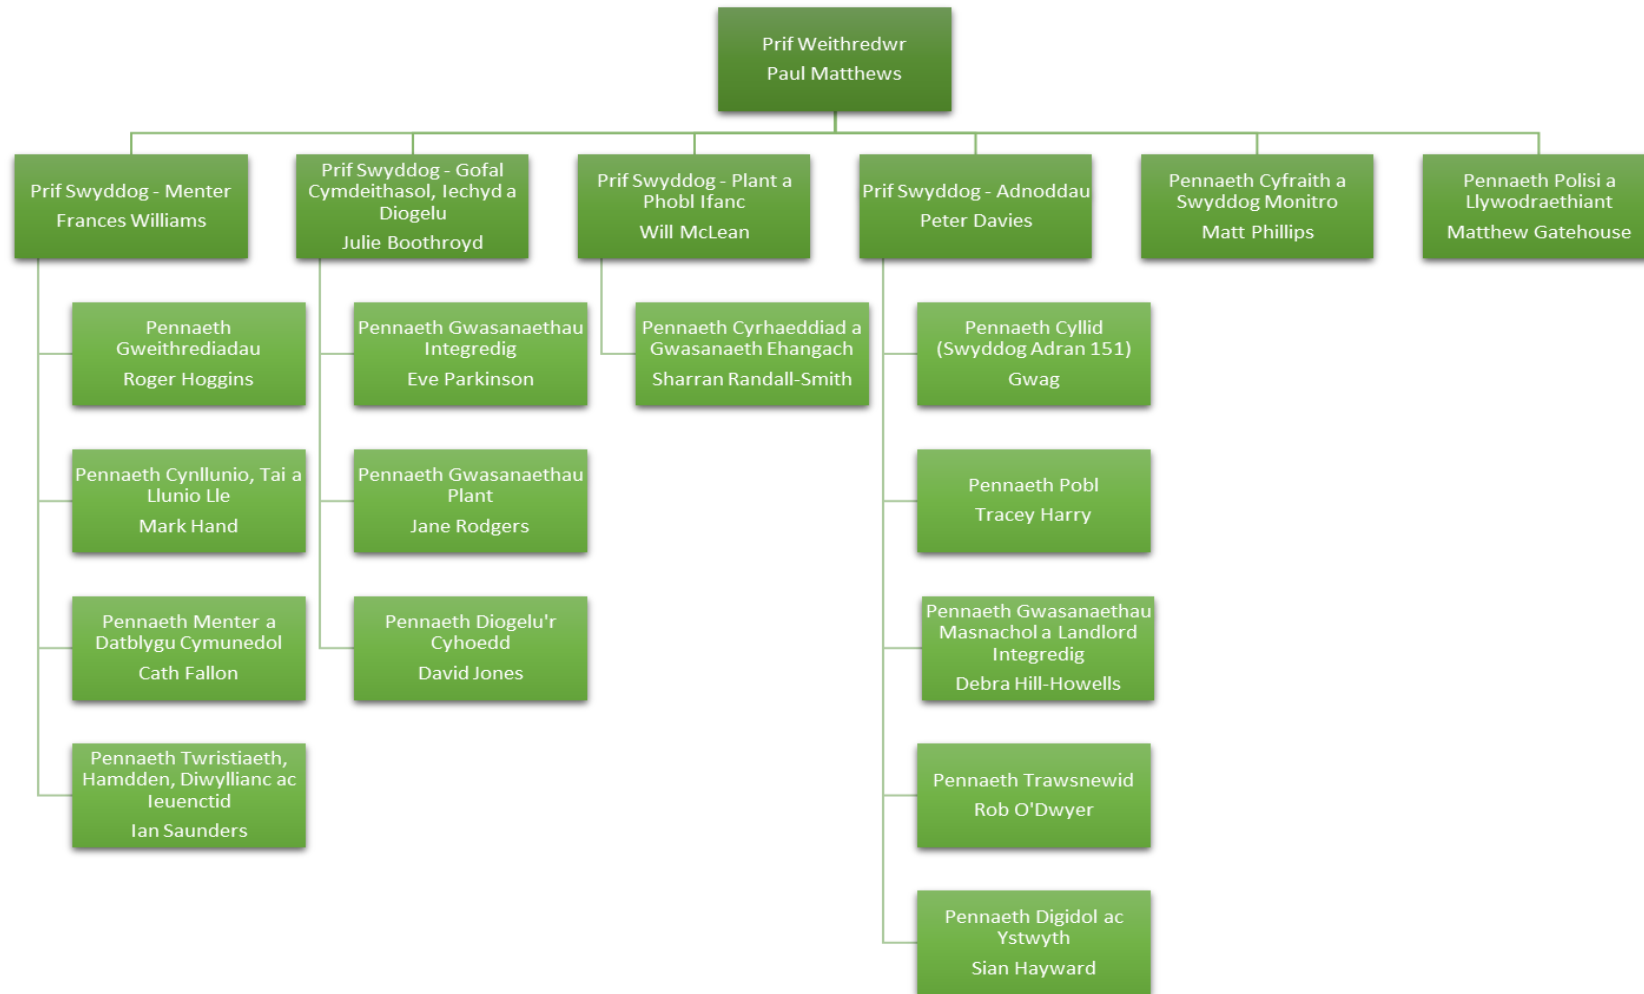 Prif Weithredwr
Paul Matthews
Prif Swyddog - Menter
Frances Williams
Prif Swyddog - Gofal
Cymdeithasol, Iechyd a
Diogelu
Julie Boothroyd
Prif Swyddog - Plant a
Phobl Ifanc
Will McLean
Prif Swyddog - Adnoddau
Peter Davies
Pennaeth Cyfraith a
Swyddog Monitro
Matt Phillips
Pennaeth Polisi a
Llywodraethiant
Matthew Gatehouse
Pennaeth
Gweithrediadau
Roger Hoggins
Pennaeth Cynllunio, Tai a
Llunio Lle
Mark Hand
Pennaeth Menter a
Datblygu Cymunedol
Cath Fallon
Pennaeth Twristiaeth,
Hamdden, Diwyllianc ac
Ieuenctid
Ian Saunders
Pennaeth Gwasanaethau
Integredig
Eve Parkinson
Pennaeth Gwasanaethau
Plant
Jane Rodgers
Pennaeth Diogelu'r
Cyhoedd
David Jones
Pennaeth Cyrhaeddiad a
Gwasanaeth Ehangach
Sharran Randall-Smith
Pennaeth Cyllid
(Swyddog Adran 151)
Gwag
Pennaeth Pobl
Tracey Harry
Pennaeth Gwasanaethau
Masnachol a Landlord
Integredig
Debra Hill-Howells
Pennaeth Trawsnewid
Rob O'Dwyer
Pennaeth Digidol ac
Ystwyth
Sian Hayward